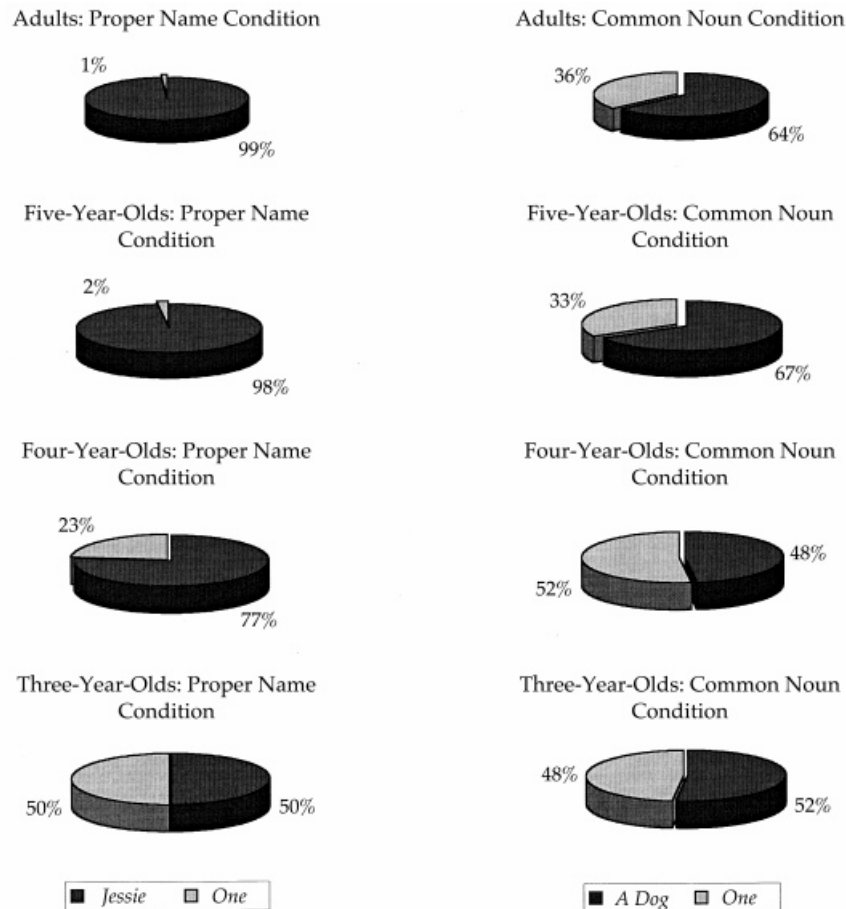 Adults: Proper Name Condition
1%
99%
Adults: Common Noun Condition
36%
64%
Five-Year-Olds: Proper Name
Condition
2%
98%
Five-Year-Olds: Common Noun
Condition
33%
67%
Four-Year-Olds: Proper Name
Condition
23%
77%
Four-Year-Olds: Common Noun
Condition
48%
52%
Three-Year-Olds: Proper Name
Condition
50%
50%
Three-Year-Olds: Common Noun
Condition
48%
52%
Jessie One
A Dog One